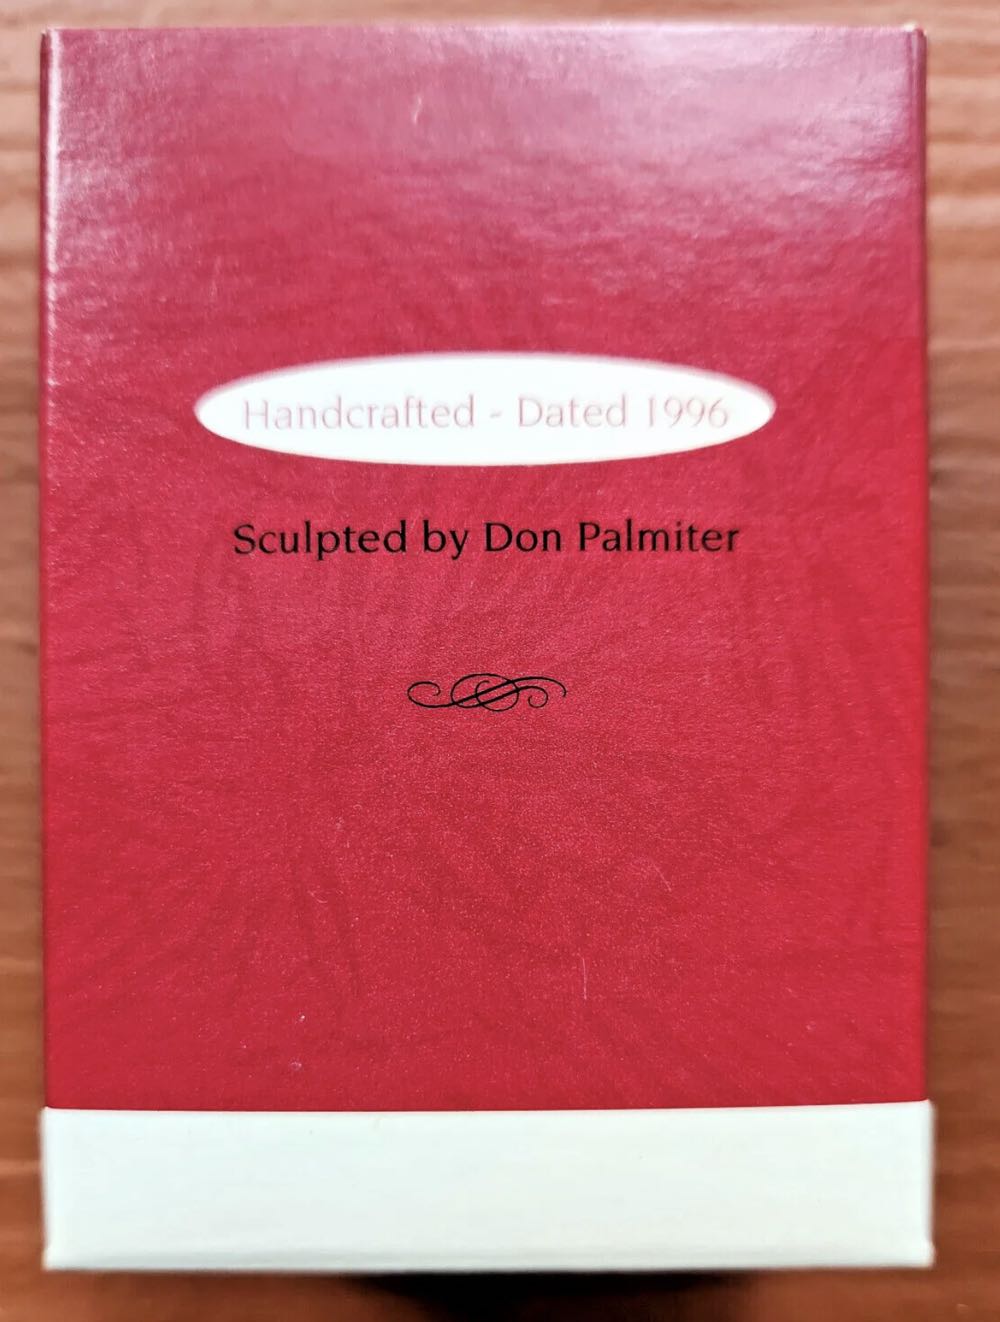 Handcrafted - Dated 1996
Sculpted by Don Palmiter